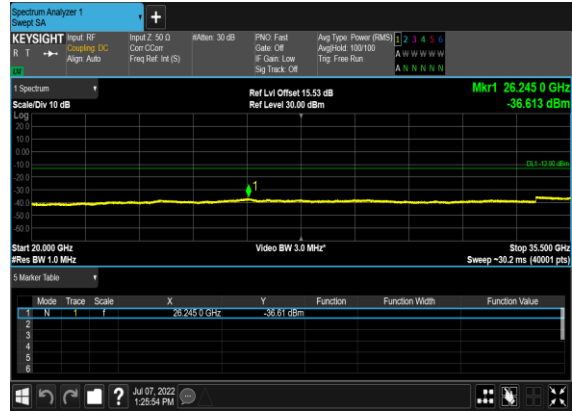 Spectrum Analyzer 1
Swept SA
+
KEYSIGHT Input: RF Input Z: 50 Ω #Atten: 30 dB PNO: Fast Avg Type: Power (RMS) 1 2 3 4 5 6
R T Coupling: DC Corr CCorr Gate: Off Avg|Hold: 100/100 A W W W W W
Align: Auto Freq Ref: Int (S) IF Gain: Low Trig: Free Run
Sig Track: Off A N N N N N
1 Spectrum Ref Lvl Offset 15.53 dB Mkr1 26.245 0 GHz
Scale/Div 10 dB Ref Level 30.00 dBm -36.613 dBm
Log
20.0
10.0
0.00
-10.0
DL1 -13.00 dBm
-20.0
1
-30.0
-40.0
-50.0
-60.0
Start 20.000 GHz Video BW 3.0 MHz* Stop 35.500 GHz
#Res BW 1.0 MHz Sweep ~30.2 ms (40001 pts)
5 Marker Table
Mode Trace Scale X Y Function Function Width Function Value
1 N 1 f 26.245 0 GHz -36.61 dBm
2
3
4
5
6
? Jul 07, 2022
1:25:54 PM